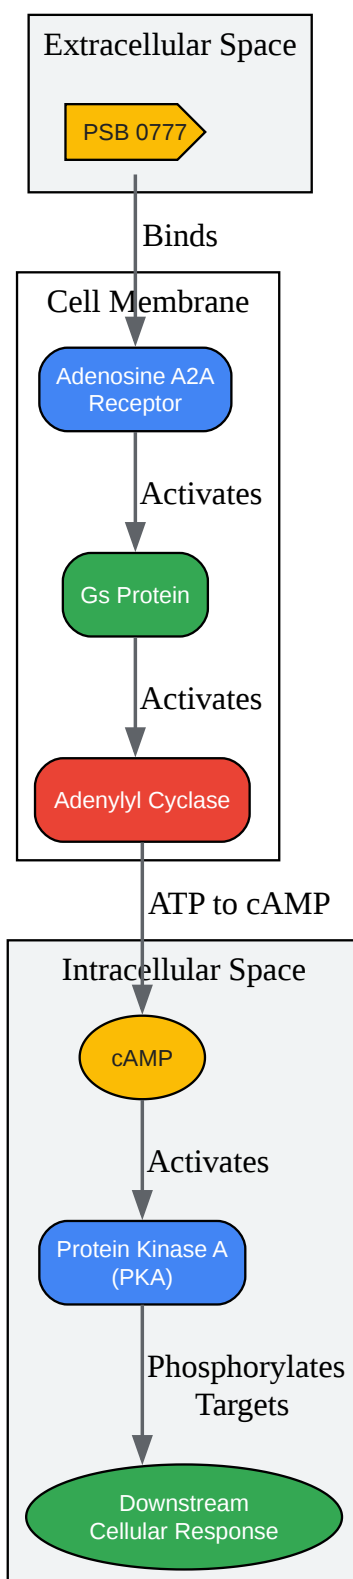 Extracellular Space
PSB 0777
Binds
Cell Membrane
Adenosine A2A
Receptor
Activates
Gs Protein
Activates
Adenylyl Cyclase
ATP to cAMP
Intracellular Space
cAMP
Activates
Protein Kinase A
(PKA)
Phosphorylates
Targets
Downstream
Cellular Response